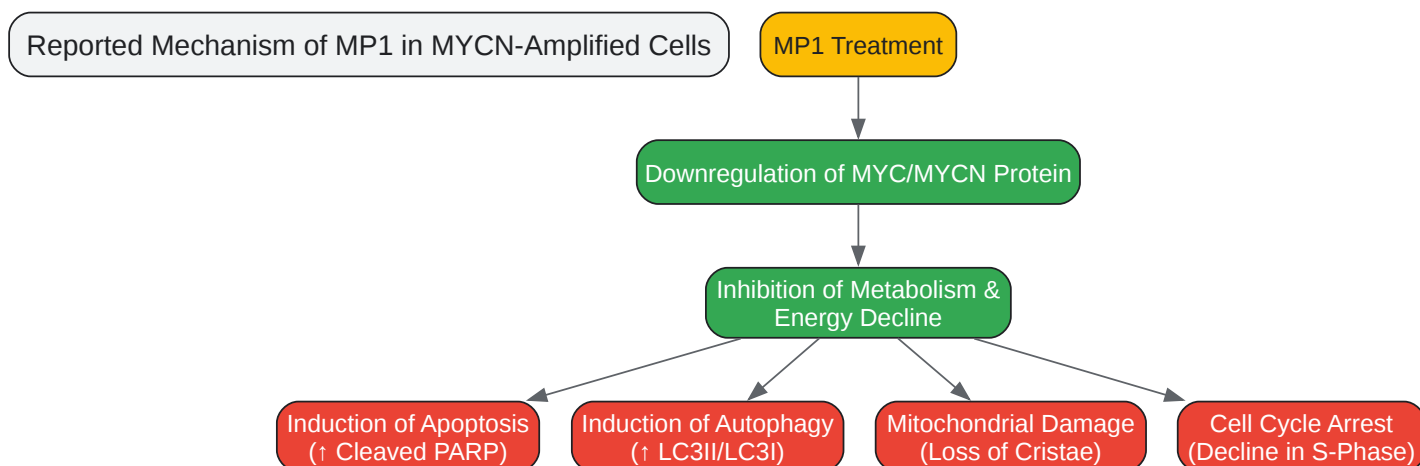 Reported Mechanism of MP1 in MYCN-Amplified Cells
MP1 Treatment
Downregulation of MYC/MYCN Protein
Inhibition of Metabolism &
Energy Decline
Induction of Apoptosis
(↑ Cleaved PARP)
Induction of Autophagy
(↑ LC3II/LC3I)
Mitochondrial Damage
(Loss of Cristae)
Cell Cycle Arrest
(Decline in S-Phase)